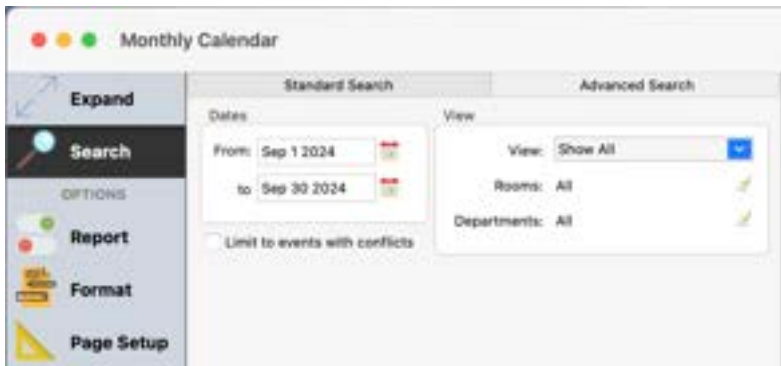 Monthly Calendar
Expand
Search
OPTIONS
Report
Format
Page Setup
Standard Search
Advanced Search
Dates
From: Sep 1 2024
to Sep 30 2024
Limit to events with conflicts
View
View: Show All
Rooms: All
Departments: All